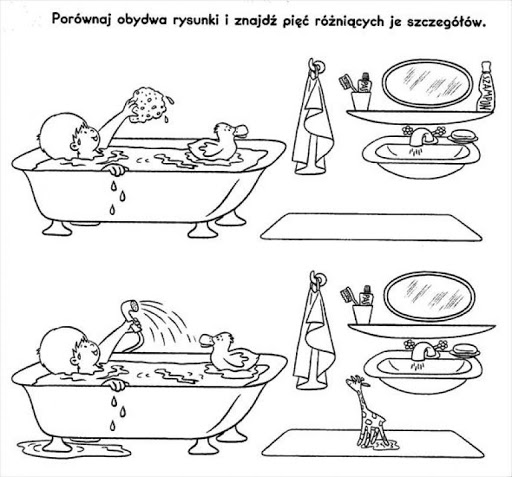 Porównaj obydwa rysunki i znajdź pięć różniących je szczegółów.
SZAMPON